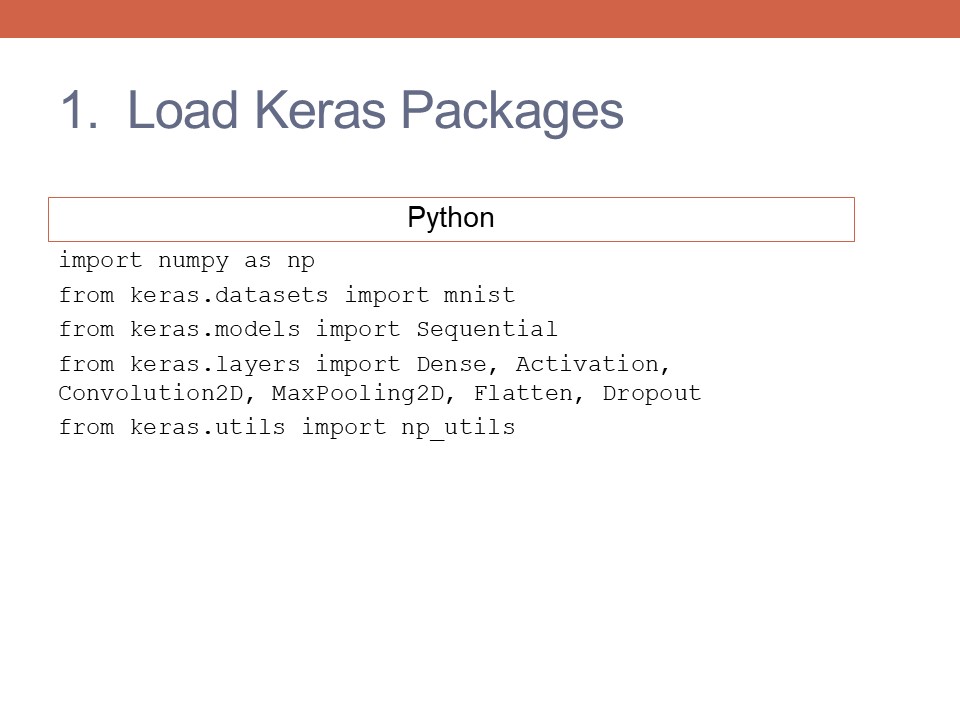 1. Load Keras Packages
Python
import numpy as np
from keras.datasets import mnist
from keras.models import Sequential
from keras.layers import Dense, Activation,
Convolution2D, MaxPooling2D, Flatten, Dropout
from keras.utils import np_utils